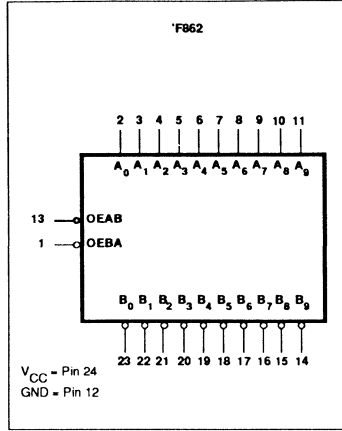 'F862
2 3 4 5 6 7 8 9 10 11
A0 A1 A2 A3 A4 A5 A6 A7 A8 A9
13 OEAB
1 OEBA
B0 B1 B2 B3 B4 B5 B6 B7 B8 B9
23 22 21 20 19 18 17 16 15 14
VCC = Pin 24
GND = Pin 12